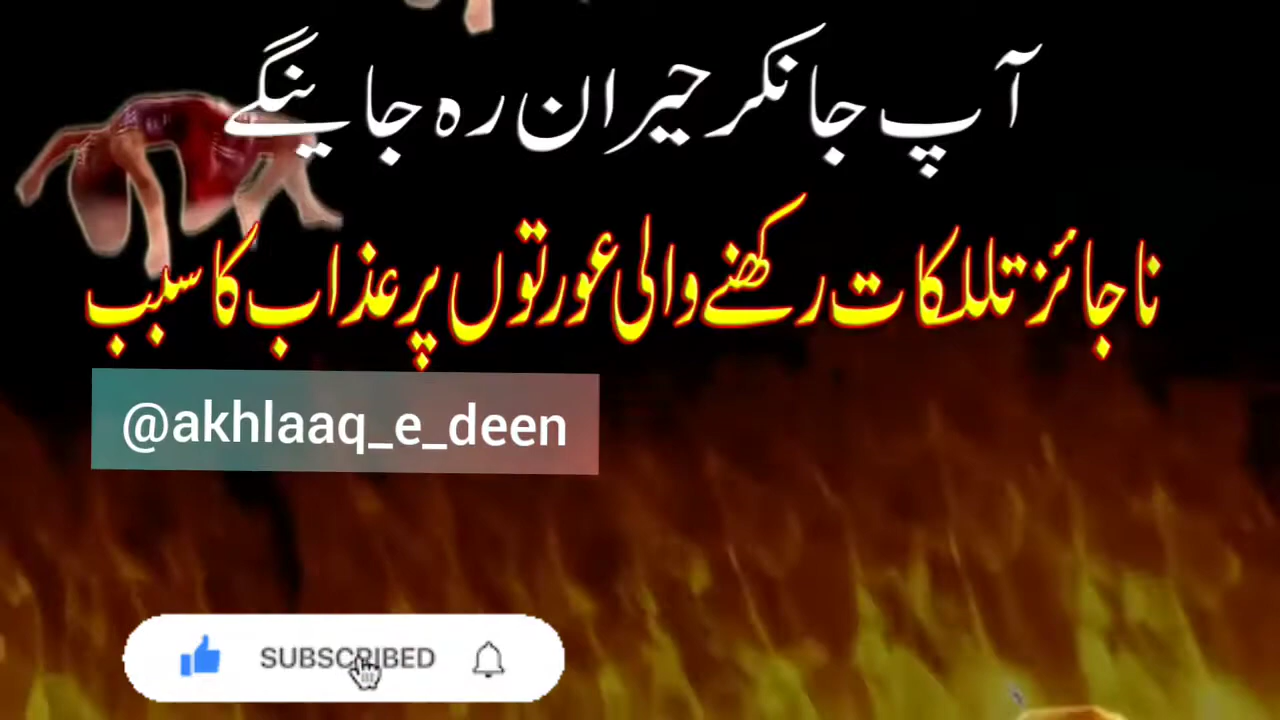 آپ جانکر حیران رہ جاینگے
ناجائز تللکات رکھنے والی عورتوں پر عذاب کا سبب
@akhlaaq_e_deen
SUBSCRIBED